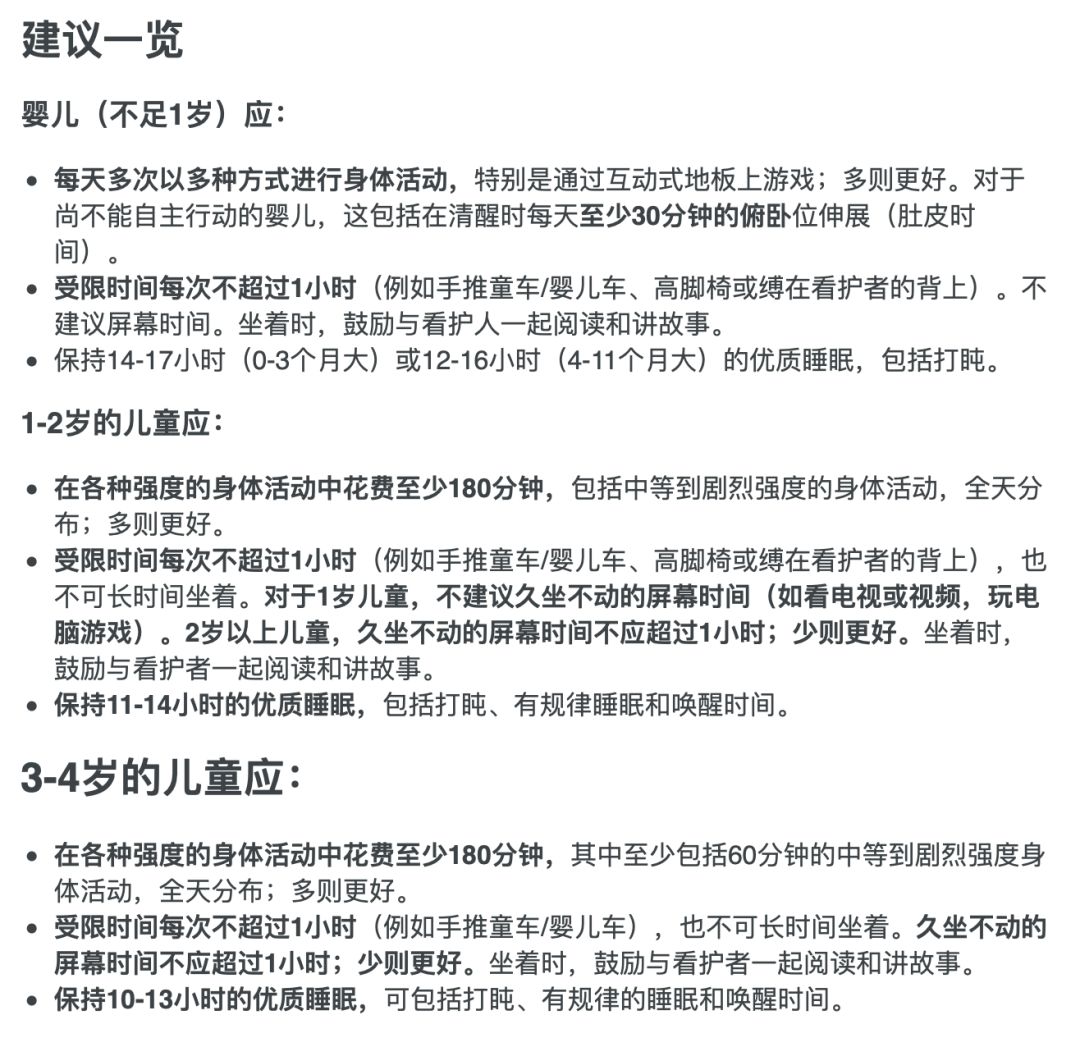 建议一览
婴儿（不足1岁）应：
• 每天多次以多种方式进行身体活动，特别是通过互动式地板上游戏；多则更好。对于
尚不能自主行动的婴儿，这包括在清醒时每天至少30分钟的俯卧位伸展（肚皮时
间）。
• 受限时间每次不超过1小时（例如手推童车/婴儿车、高脚椅或缚在看护者的背上）。不
建议屏幕时间。坐着时，鼓励与看护人一起阅读和讲故事。
• 保持14-17小时（0-3个月大）或12-16小时（4-11个月大）的优质睡眠，包括打盹。
1-2岁的儿童应：
• 在各种强度的身体活动中花费至少180分钟，包括中等到剧烈强度的身体活动，全天分
布；多则更好。
• 受限时间每次不超过1小时（例如手推童车/婴儿车、高脚椅或缚在看护者的背上），也
不可长时间坐着。对于1岁儿童，不建议久坐不动的屏幕时间（如看电视或视频，玩电
脑游戏）。2岁以上儿童，久坐不动的屏幕时间不应超过1小时；少则更好。坐着时，
鼓励与看护者一起阅读和讲故事。
• 保持11-14小时的优质睡眠，包括打盹、有规律睡眠和唤醒时间。
3-4岁的儿童应：
• 在各种强度的身体活动中花费至少180分钟，其中至少包括60分钟的中等到剧烈强度身
体活动，全天分布；多则更好。
• 受限时间每次不超过1小时（例如手推童车/婴儿车），也不可长时间坐着。久坐不动的
屏幕时间不应超过1小时；少则更好。坐着时，鼓励与看护者一起阅读和讲故事。
• 保持10-13小时的优质睡眠，可包括打盹、有规律的睡眠和唤醒时间。